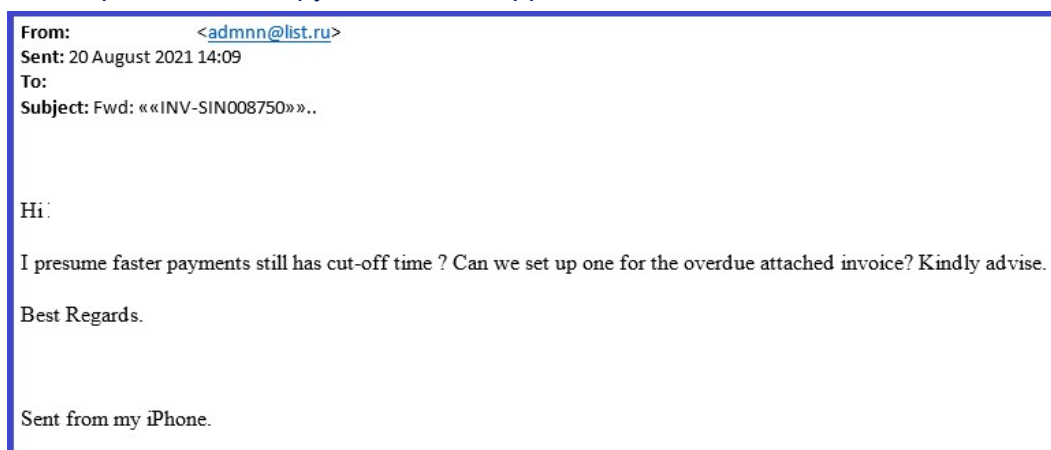 From: <admnn@list.ru>
Sent: 20 August 2021 14:09
To:
Subject: Fwd: ««INV-SIN008750»»..
Hi
I presume faster payments still has cut-off time ? Can we set up one for the overdue attached invoice? Kindly advise.
Best Regards.
Sent from my iPhone.